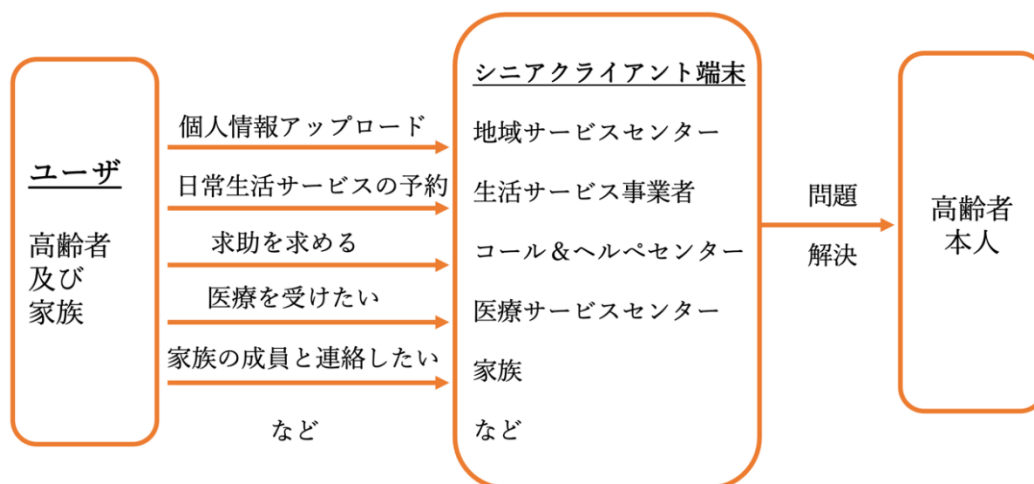 ユーザ
高齢者
及び
家族
個人情報アップロード
日常生活サービスの予約
求助を求める
医療を受けたい
家族の成員と連絡したい
など
シニアクライアント端末
地域サービスセンター
生活サービス事業者
コール＆ヘルペセンター
医療サービスセンター
家族
など
問題
解決
高齢者
本人